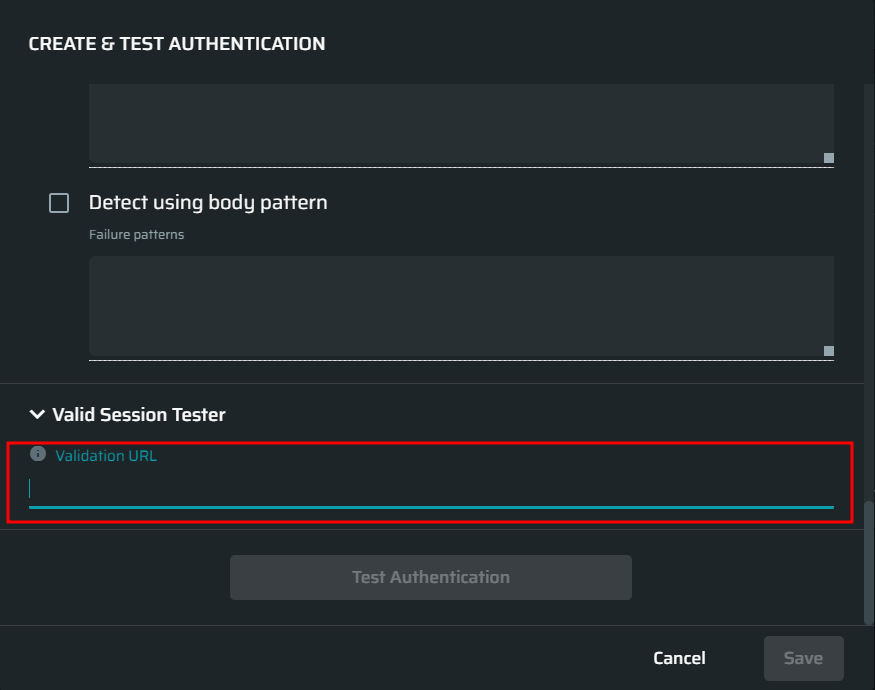 CREATE & TEST AUTHENTICATION
Detect using body pattern
Failure patterns
Valid Session Tester
Validation URL
Test Authentication
Cancel
Save